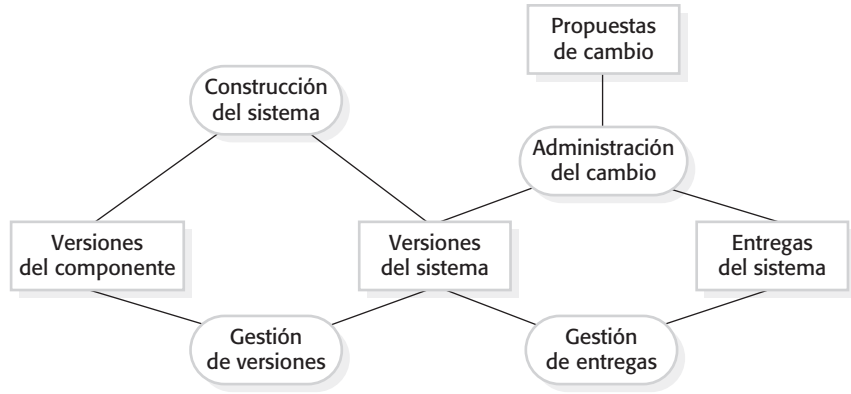 Propuestas
de cambio
Construcción
del sistema
Administración
del cambio
Versiones
del componente
Versiones
del sistema
Entregas
del sistema
Gestión
de versiones
Gestión
de entregas